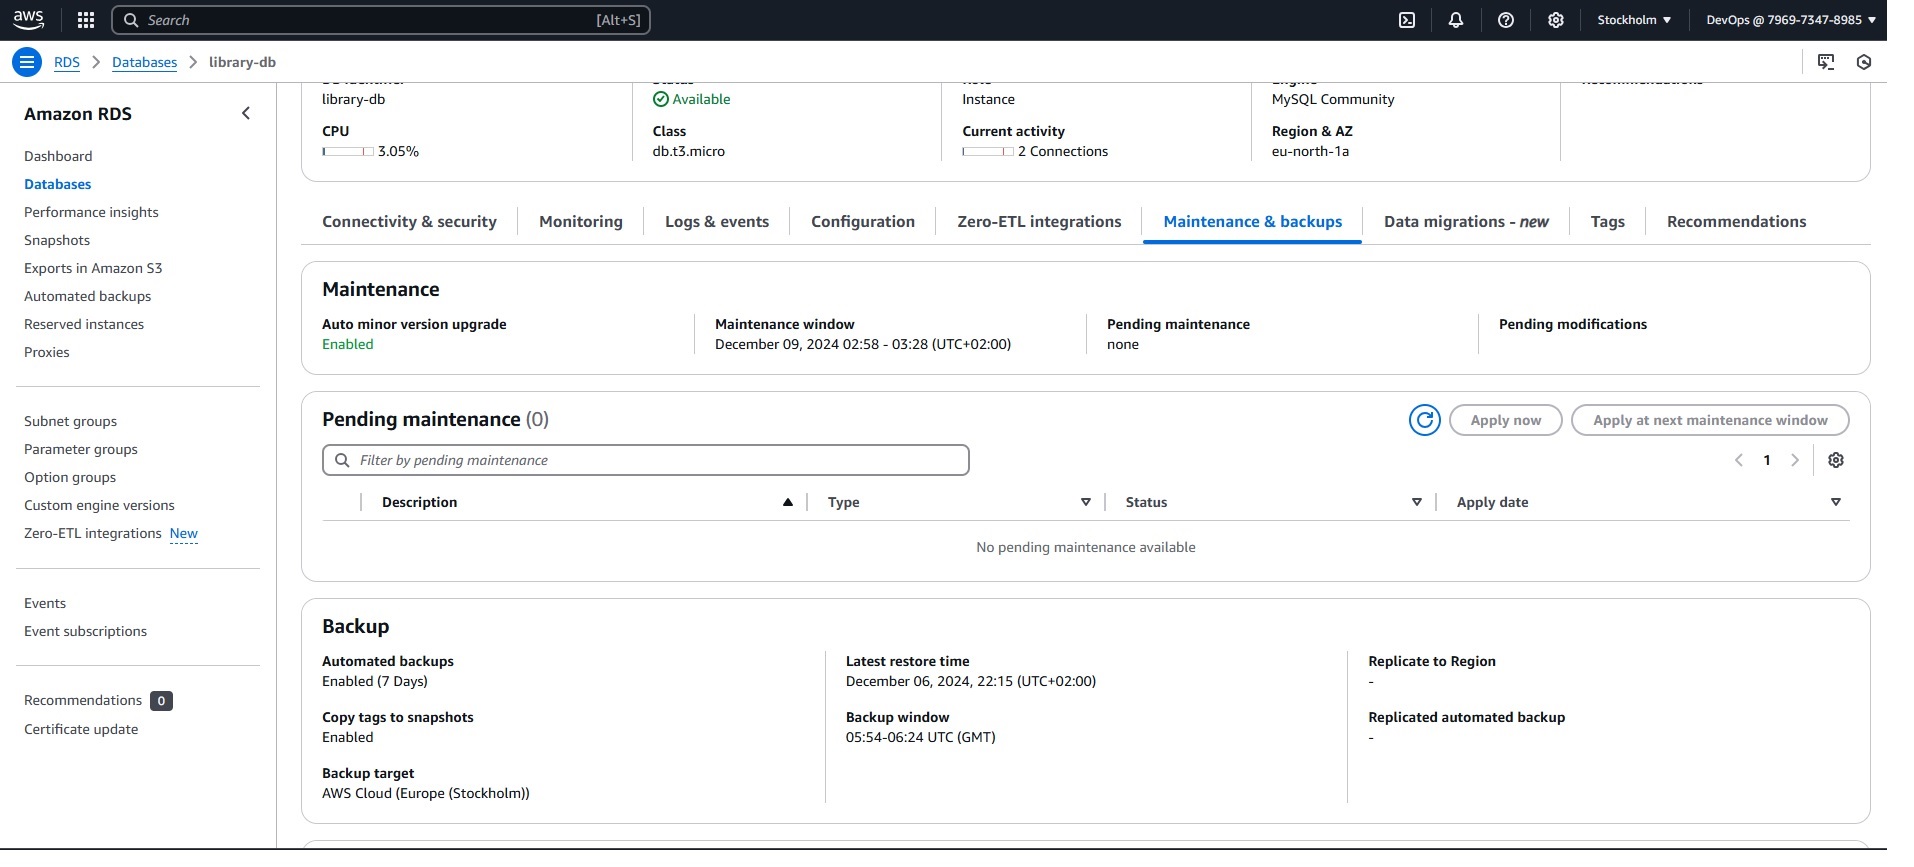 aws
Search [Alt+S]
Stockholm ▼ DevOps @ 7969-7347-8985 ▼
RDS > Databases > library-db
Amazon RDS
Dashboard
Databases
Performance insights
Snapshots
Exports in Amazon S3
Automated backups
Reserved instances
Proxies
Subnet groups
Parameter groups
Option groups
Custom engine versions
Zero-ETL integrations New
Events
Event subscriptions
Recommendations 0
Certificate update
library-db Available Instance MySQL Community
CPU Class Current activity Region & AZ
3.05% db.t3.micro 2 Connections eu-north-1a
Connectivity & security Monitoring Logs & events Configuration Zero-ETL integrations Maintenance & backups Data migrations - new Tags Recommendations
Maintenance
Auto minor version upgrade Maintenance window Pending maintenance Pending modifications
Enabled December 09, 2024 02:58 - 03:28 (UTC+02:00) none
Pending maintenance (0) Apply now Apply at next maintenance window
Filter by pending maintenance 1
Description Type Status Apply date
No pending maintenance available
Backup
Automated backups Latest restore time Replicate to Region
Enabled (7 Days) December 06, 2024, 22:15 (UTC+02:00) -
Copy tags to snapshots Backup window Replicated automated backup
Enabled 05:54-06:24 UTC (GMT) -
Backup target
AWS Cloud (Europe (Stockholm))